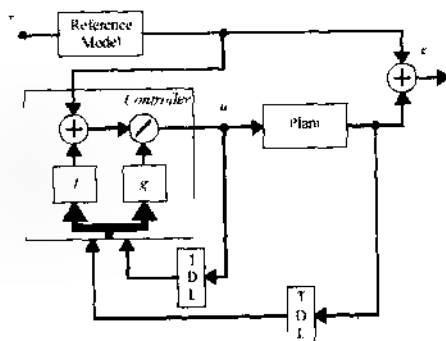 r
Reference
Model
e
Controller
u
Plant
f
g
T
D
L
T
D
L